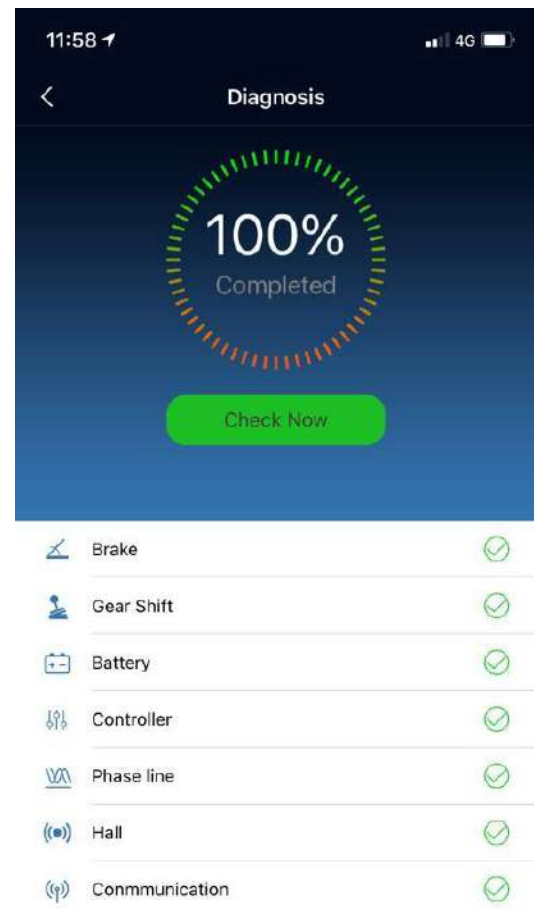 11:58
4G
Diagnosis
100%
Completed
Check Now
Brake
Gear Shift
Battery
Controller
Phase line
Hall
Conmmunication